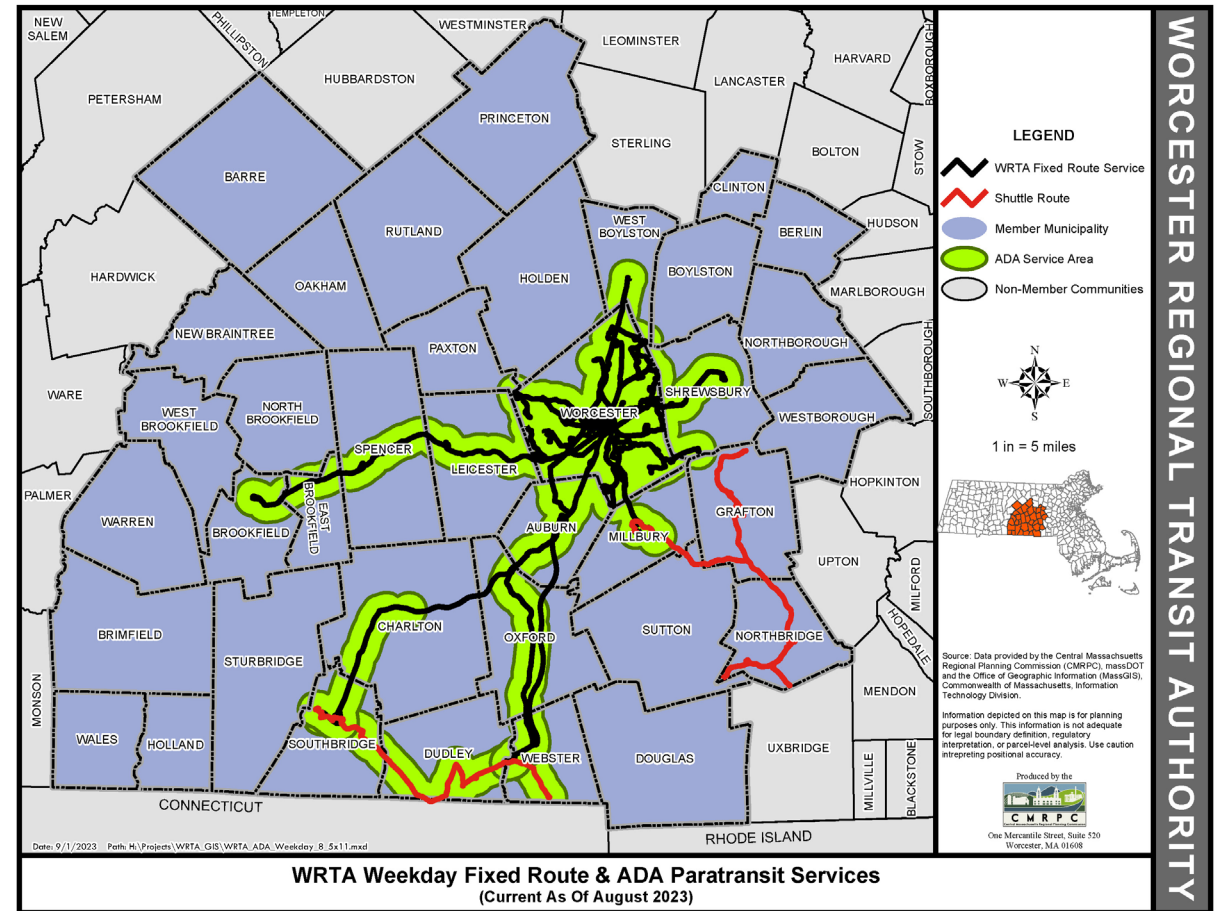 NEW
SALEM
PHILLIPSTON
TEMPLETON
WESTMINSTER
LEOMINSTER
HARVARD
BOXBOROUGH
HUBBARDSTON
LANCASTER
PETERSHAM
PRINCETON
STERLING
BOLTON
STOW
BARRE
CLINTON
RUTLAND
WEST
BOYLSTON
BERLIN
HUDSON
HARDWICK
OAKHAM
HOLDEN
BOYLSTON
MARLBOROUGH
NEW BRAINTREE
PAXTON
NORTHBOROUGH
SOUTHBOROUGH
WARE
WEST
BROOKFIELD
NORTH
BROOKFIELD
SHREWSBURY
WORCESTER
WESTBOROUGH
SPENCER
LEICESTER
PALMER
HOPKINTON
WARREN
BROOKFIELD
EAST
BROOKFIELD
AUBURN
MILLBURY
GRAFTON
UPTON
MILFORD
HOPEDALE
BRIMFIELD
STURBRIDGE
CHARLTON
OXFORD
SUTTON
NORTHBRIDGE
MENDON
MONSON
WALES
HOLLAND
SOUTHBRIDGE
DUDLEY
WEBSTER
DOUGLAS
UXBRIDGE
MILLVILLE
BLACKSTONE
CONNECTICUT
RHODE ISLAND
Date: 9/1/2023 Path: H:\Projects\WRTA_GIS\WRTA_ADA_Weekday_8_5x11.mxd
LEGEND
WRTA Fixed Route Service
Shuttle Route
Member Municipality
ADA Service Area
Non-Member Communities
N
W
E
S
1 in = 5 miles
Source: Data provided by the Central Massachusetts
Regional Planning Commission (CMRPC), massDOT
and the Office of Geographic Information (MassGIS),
Commonwealth of Massachusetts, Information
Technology Division.
Information depicted on this map is for planning
purposes only. This information is not adequate
for legal boundary definition, regulatory
interpretation, or parcel-level analysis. Use caution
intrepreting positional accuracy.
Produced by the
CMRPC
Central Massachusetts Regional Planning Commission
One Mercantile Street, Suite 520
Worcester, MA 01608
WORCESTER REGIONAL TRANSIT AUTHORITY
WRTA Weekday Fixed Route & ADA Paratransit Services
(Current As Of August 2023)